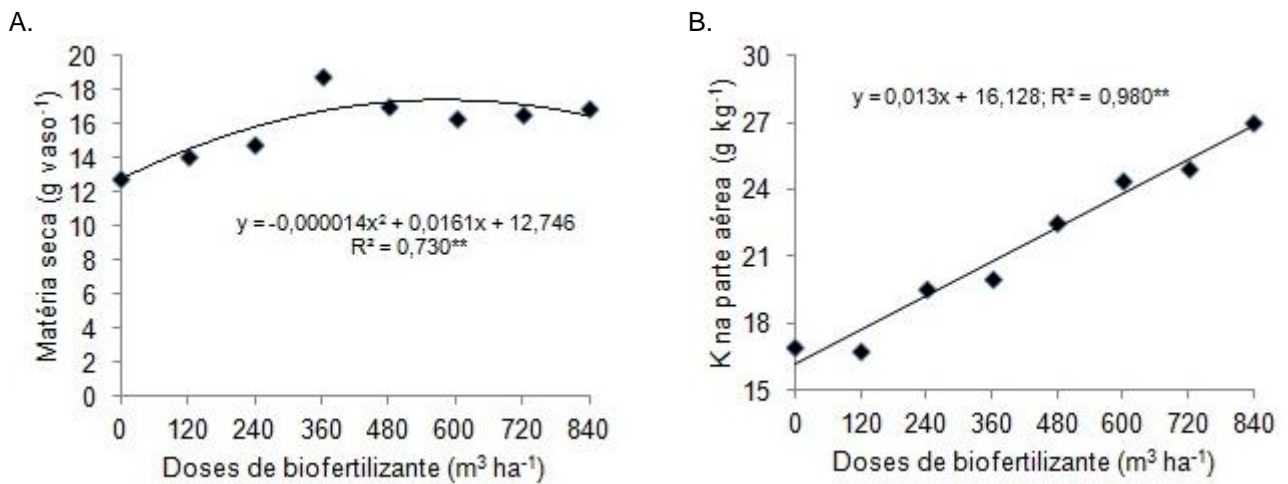 A.
Matéria seca (g vaso⁻¹)
20
18
16
14
12
10
8
6
4
2
0
y = -0,000014x² + 0,0161x + 12,746
R² = 0,730**
0 120 240 360 480 600 720 840
Doses de biofertilizante (m³ ha⁻¹)
B.
K na parte aérea (g kg⁻¹)
30
27
24
21
18
15
y = 0,013x + 16,128; R² = 0,980**
0 120 240 360 480 600 720 840
Doses de biofertilizante (m³ ha⁻¹)